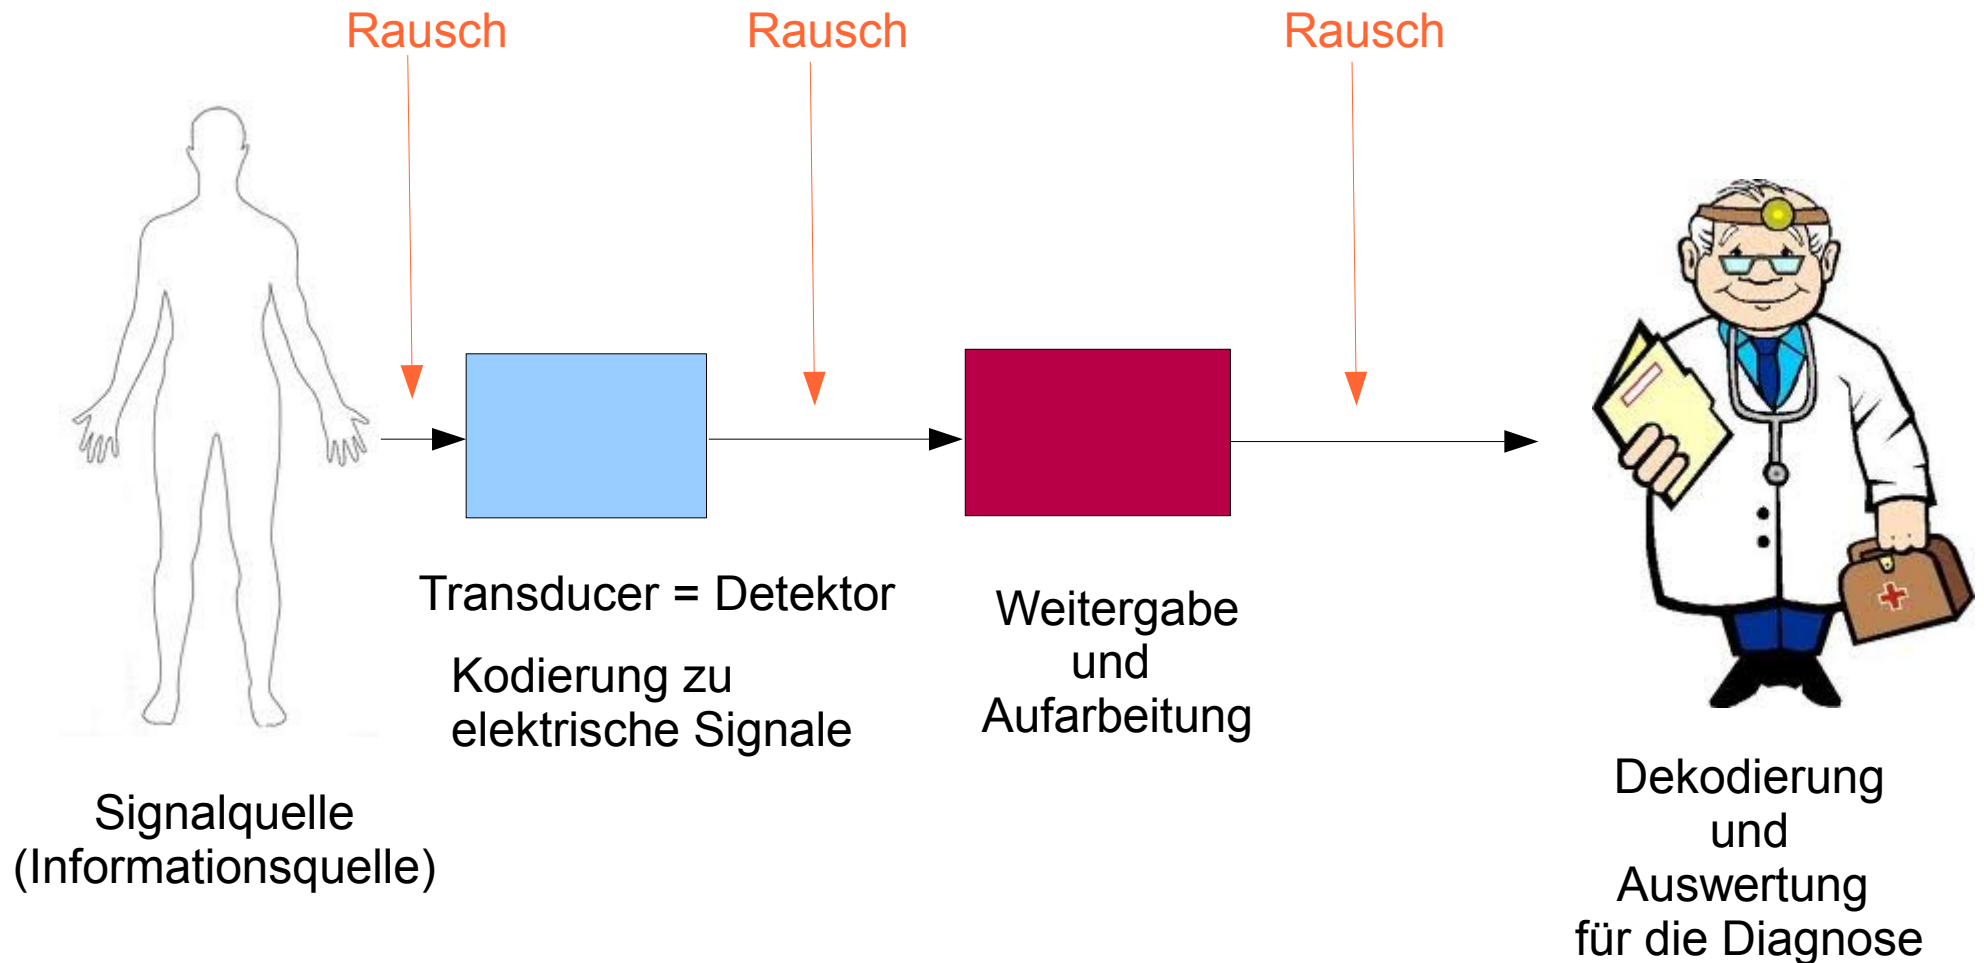 Rausch
Rausch
Rausch
Transducer = Detektor
Kodierung zu
elektrische Signale
Weitergabe
und
Aufarbeitung
Signalquelle
(Informationsquelle)
Dekodierung
und
Auswertung
für die Diagnose